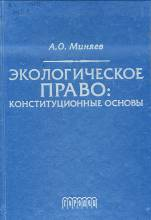 А.О. Миняев
ЭКОЛОГИЧЕСКОЕ
ПРАВО:
КОНСТИТУЦИОННЫЕ ОСНОВЫ